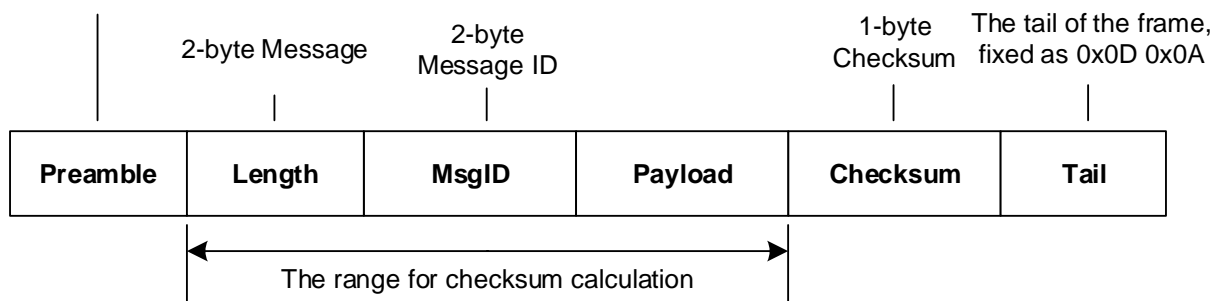 2-byte Message
2-byte
Message ID
1-byte
Checksum
The tail of the frame,
fixed as 0x0D 0x0A
Preamble
Length
MsgID
Payload
Checksum
Tail
The range for checksum calculation